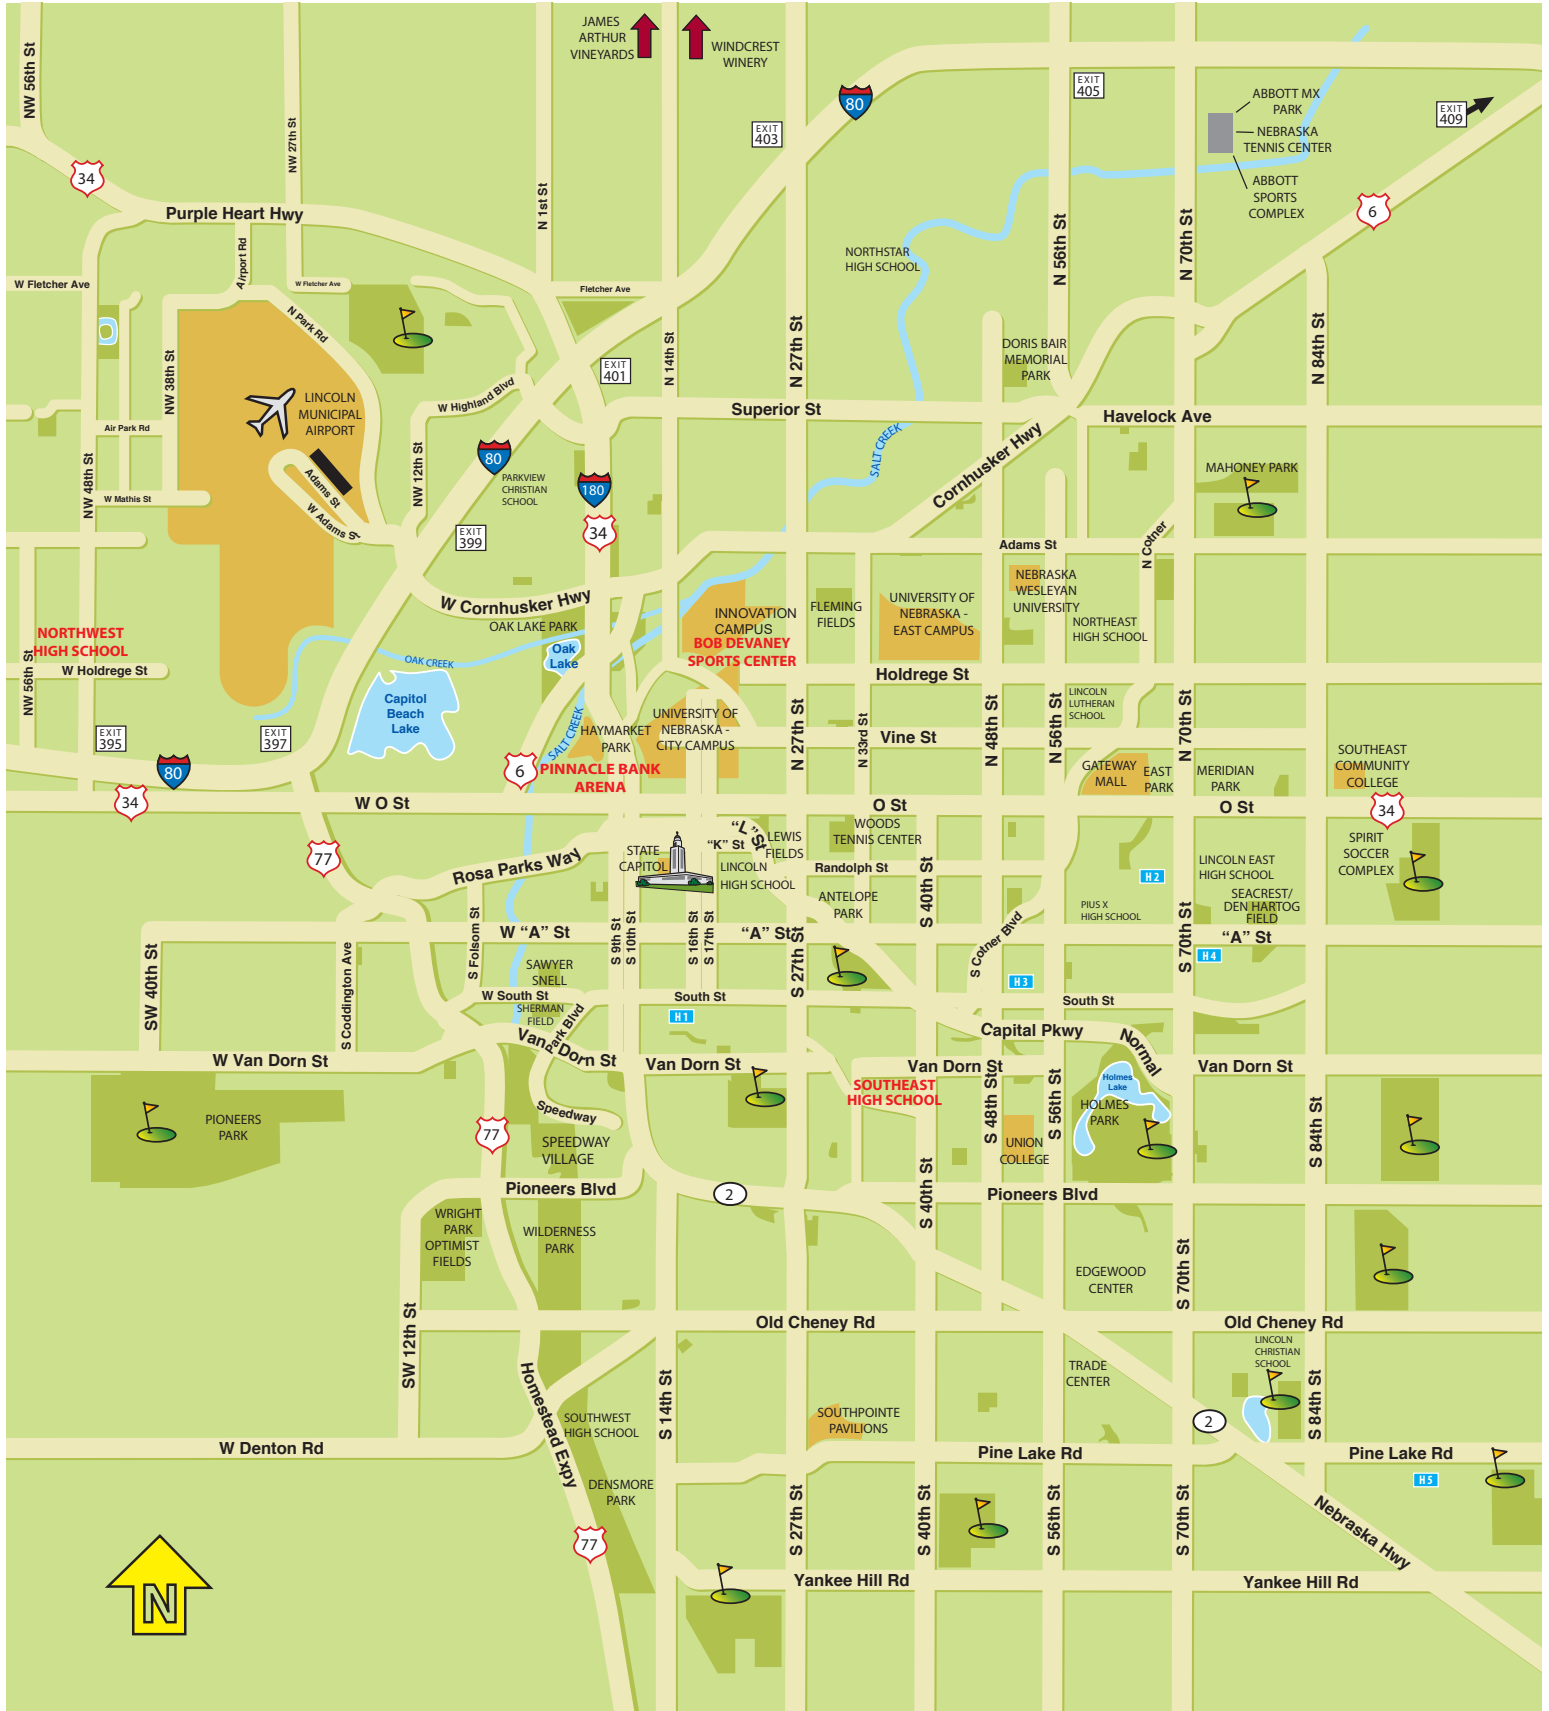 JAMES
ARTHUR
VINEYARDS
WINDCREST
WINERY
NW 56th St
NW 27th St
N 1st St
80
EXIT
403
EXIT
405
EXIT
409
ABBOTT MX
PARK
NEBRASKA
TENNIS CENTER
ABBOTT
SPORTS
COMPLEX
34
6
Purple Heart Hwy
Airport Rd
N 56th St
N 70th St
NORTHSTAR
HIGH SCHOOL
W Fletcher Ave
W Fletcher Ave
Fletcher Ave
N Park Rd
N 14th St
N 27th St
N 84th St
DORIS BAIR
MEMORIAL
PARK
EXIT
401
NW 38th St
LINCOLN
MUNICIPAL
AIRPORT
W Highland Blvd
Superior St
Havelock Ave
Air Park Rd
NW 12th St
NW 48th St
80
PARKVIEW
CHRISTIAN
SCHOOL
180
SALT CREEK
Cornhusker Hwy
MAHONEY PARK
W Mathis St
Adams St
W Adams St
EXIT
399
34
Adams St
N Cotner
W Cornhusker Hwy
OAK LAKE PARK
INNOVATION
CAMPUS
BOB DEVANEY
SPORTS CENTER
FLEMING
FIELDS
UNIVERSITY OF
NEBRASKA -
EAST CAMPUS
NEBRASKA
WESLEYAN
UNIVERSITY
NORTHEAST
HIGH SCHOOL
NORTHWEST
HIGH SCHOOL
W Holdrege St
NW 56th St
OAK CREEK
Oak
Lake
Holdrege St
Capitol
Beach
Lake
SALT CREEK
HAYMARKET
PARK
UNIVERSITY OF
NEBRASKA -
CITY CAMPUS
N 27th St
N 33rd St
Vine St
N 48th St
N 56th St
LINCOLN
LUTHERAN
SCHOOL
N 70th St
EXIT
395
EXIT
397
80
6
PINNACLE BANK
ARENA
GATEWAY
MALL
EAST
PARK
MERIDIAN
PARK
SOUTHEAST
COMMUNITY
COLLEGE
34
W O St
O St
O St
34
77
Rosa Parks Way
STATE
CAPITOL
“L” St
“K” St
LINCOLN
HIGH SCHOOL
LEWIS
FIELDS
WOODS
TENNIS CENTER
Randolph St
ANTELOPE
PARK
S 40th St
H 2
LINCOLN EAST
HIGH SCHOOL
SPIRIT
SOCCER
COMPLEX
SEACREST/
DEN HARTOG
FIELD
PIUS X
HIGH SCHOOL
W “A” St
“A” St
“A” St
SW 40th St
S Coddington Ave
S Folsom St
S 9th St
S 10th St
S 16th St
S 17th St
S 27th St
S Cotner Blvd
S 70th St
H 4
H 3
SAWYER
SNELL
W South St
SHERMAN
FIELD
Park Blvd
South St
H 1
South St
Capital Pkwy
Normal
W Van Dorn St
Van Dorn St
Van Dorn St
Van Dorn St
Van Dorn St
SOUTHEAST
HIGH SCHOOL
Holmes
Lake
HOLMES
PARK
PIONEERS
PARK
77
Speedway
SPEEDWAY
VILLAGE
S 48th St
UNION
COLLEGE
S 56th St
S 84th St
Pioneers Blvd
2
Pioneers Blvd
S 40th St
WRIGHT
PARK
OPTIMIST
FIELDS
WILDERNESS
PARK
EDGEWOOD
CENTER
S 70th St
SW 12th St
Old Cheney Rd
Old Cheney Rd
LINCOLN
CHRISTIAN
SCHOOL
TRADE
CENTER
Homestead Expy
S 14th St
S 84th St
SOUTHWEST
HIGH SCHOOL
SOUTHPOINTE
PAVILIONS
2
W Denton Rd
Pine Lake Rd
Pine Lake Rd
H 5
DENSMORE
PARK
S 27th St
S 40th St
S 56th St
S 70th St
Nebraska Hwy
77
Yankee Hill Rd
Yankee Hill Rd
N